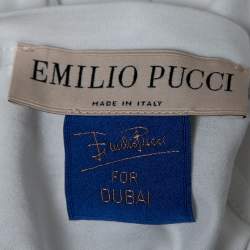 EMILIO PUCCI
MADE IN ITALY
Emilio Pucci
FOR
DUBAI